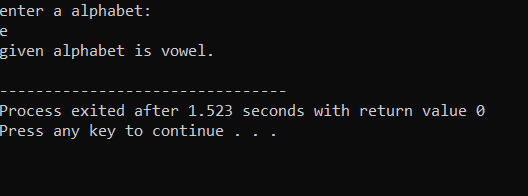 enter a alphabet:
e
given alphabet is vowel.
--------------------------------
Process exited after 1.523 seconds with return value 0
Press any key to continue . . .